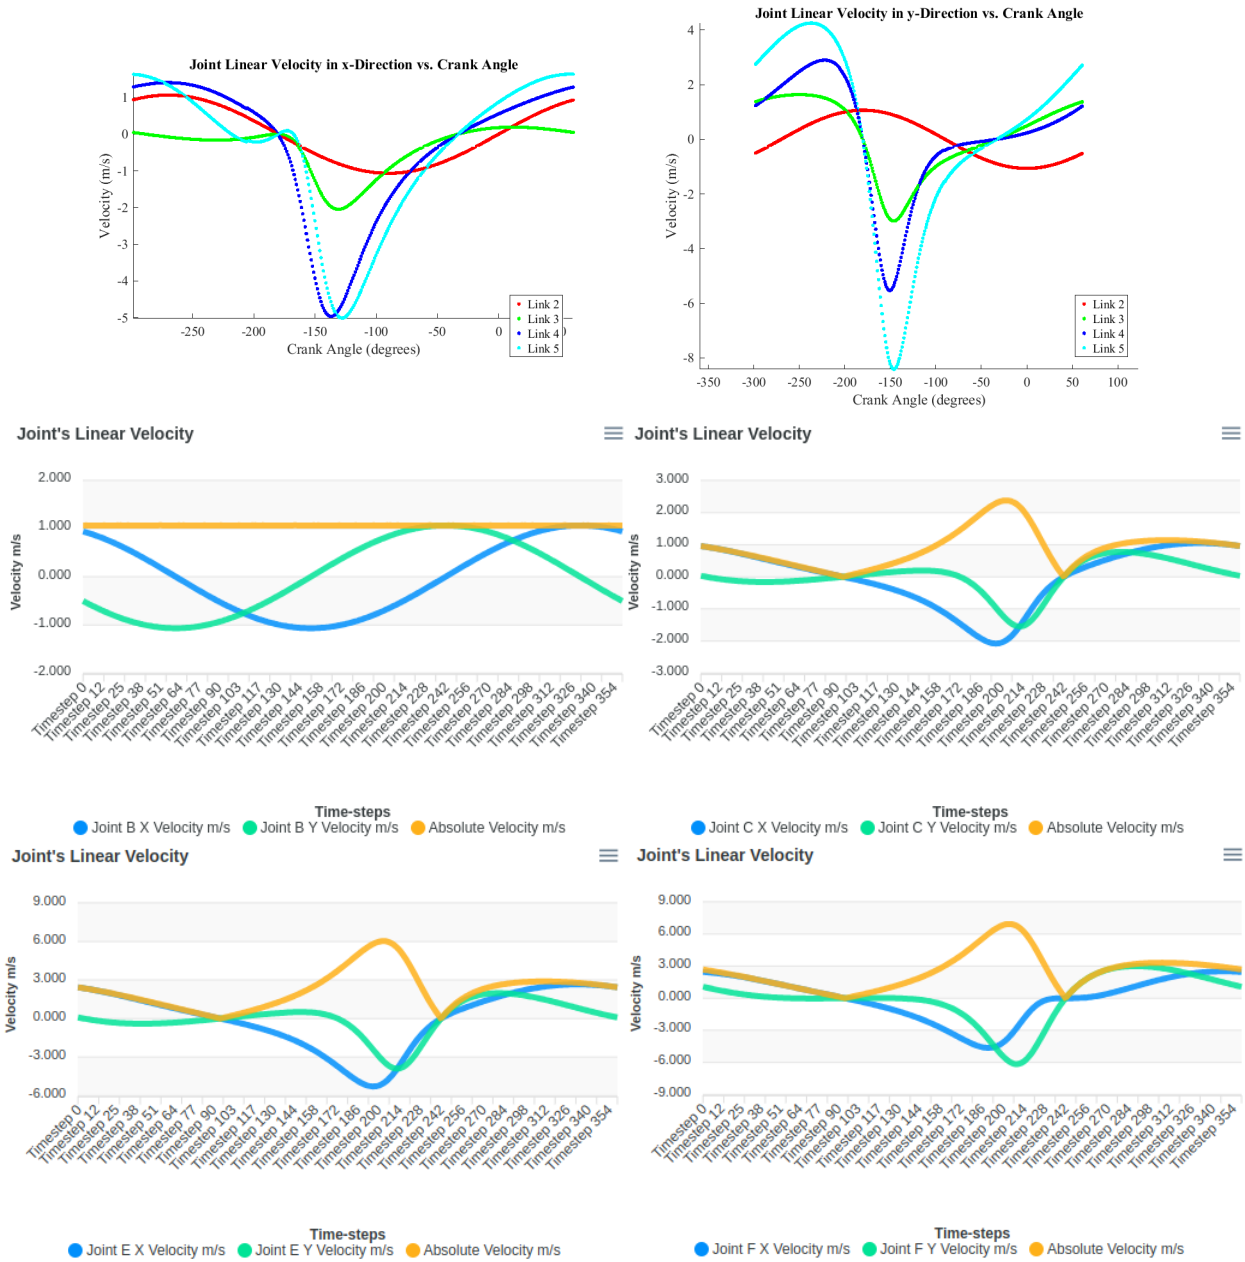 Joint Linear Velocity in x-Direction vs. Crank Angle
1
0
-1
-2
-3
-4
-5
Velocity (m/s)
-250 -200 -150 -100 -50 0
Crank Angle (degrees)
Link 2
Link 3
Link 4
Link 5
Joint Linear Velocity in y-Direction vs. Crank Angle
4
2
0
-2
-4
-6
-8
Velocity (m/s)
-350 -300 -250 -200 -150 -100 -50 0 50 100
Crank Angle (degrees)
Link 2
Link 3
Link 4
Link 5
Joint's Linear Velocity
2.000
1.000
0.000
-1.000
-2.000
Velocity m/s
Timestep 0
Timestep 12
Timestep 25
Timestep 38
Timestep 51
Timestep 64
Timestep 77
Timestep 90
Timestep 103
Timestep 117
Timestep 130
Timestep 144
Timestep 158
Timestep 172
Timestep 186
Timestep 200
Timestep 214
Timestep 228
Timestep 242
Timestep 256
Timestep 270
Timestep 284
Timestep 298
Timestep 312
Timestep 326
Timestep 340
Timestep 354
Time-steps
Joint B X Velocity m/s Joint B Y Velocity m/s Absolute Velocity m/s
Joint's Linear Velocity
3.000
2.000
1.000
0.000
-1.000
-2.000
-3.000
Velocity m/s
Timestep 0
Timestep 12
Timestep 25
Timestep 38
Timestep 51
Timestep 64
Timestep 77
Timestep 90
Timestep 103
Timestep 117
Timestep 130
Timestep 144
Timestep 158
Timestep 172
Timestep 186
Timestep 200
Timestep 214
Timestep 228
Timestep 242
Timestep 256
Timestep 270
Timestep 284
Timestep 298
Timestep 312
Timestep 326
Timestep 340
Timestep 354
Time-steps
Joint C X Velocity m/s Joint C Y Velocity m/s Absolute Velocity m/s
Joint's Linear Velocity
9.000
6.000
3.000
0.000
-3.000
-6.000
Velocity m/s
Timestep 0
Timestep 12
Timestep 25
Timestep 38
Timestep 51
Timestep 64
Timestep 77
Timestep 90
Timestep 103
Timestep 117
Timestep 130
Timestep 144
Timestep 158
Timestep 172
Timestep 186
Timestep 200
Timestep 214
Timestep 228
Timestep 242
Timestep 256
Timestep 270
Timestep 284
Timestep 298
Timestep 312
Timestep 326
Timestep 340
Timestep 354
Time-steps
Joint E X Velocity m/s Joint E Y Velocity m/s Absolute Velocity m/s
Joint's Linear Velocity
9.000
6.000
3.000
0.000
-3.000
-6.000
-9.000
Velocity m/s
Timestep 0
Timestep 12
Timestep 25
Timestep 38
Timestep 51
Timestep 64
Timestep 77
Timestep 90
Timestep 103
Timestep 117
Timestep 130
Timestep 144
Timestep 158
Timestep 172
Timestep 186
Timestep 200
Timestep 214
Timestep 228
Timestep 242
Timestep 256
Timestep 270
Timestep 284
Timestep 298
Timestep 312
Timestep 326
Timestep 340
Timestep 354
Time-steps
Joint F X Velocity m/s Joint F Y Velocity m/s Absolute Velocity m/s